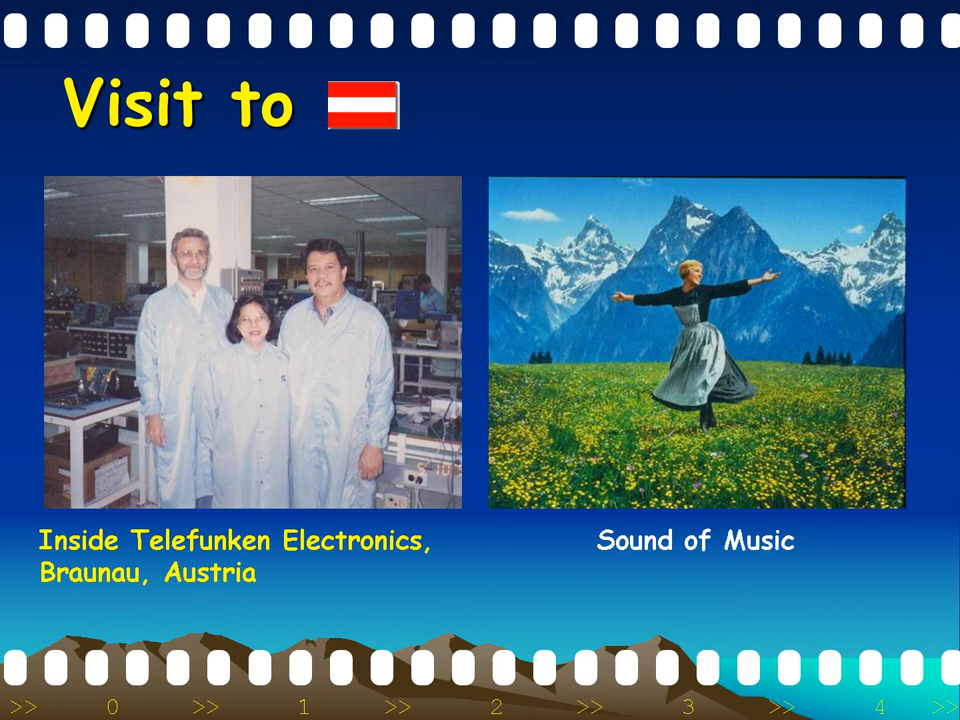 Visit to
Inside Telefunken Electronics,
Braunau, Austria
Sound of Music
>> 0 >> 1 >> 2 >> 3 >> 4 >>